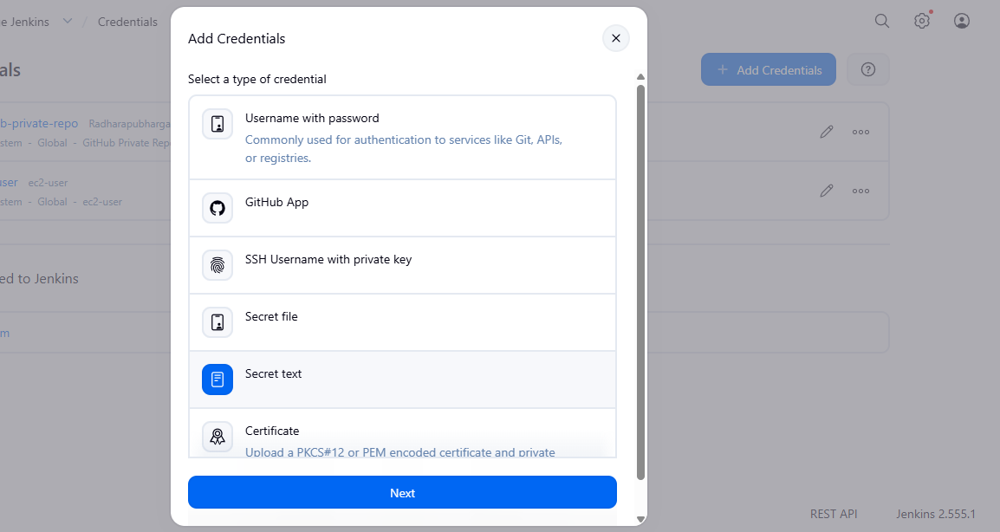 e Jenkins / Credentials
Add Credentials
Select a type of credential
als
Add Credentials
Username with password
Commonly used for authentication to services like Git, APIs,
or registries.
b-private-repo Radharapubharga
stem - Global - GitHub Private Rep
GitHub App
user ec2-user
stem - Global - ec2-user
SSH Username with private key
ed to Jenkins
Secret file
m
Secret text
Certificate
Upload a PKCS#12 or PEM encoded certificate and private
Next
REST API Jenkins 2.555.1